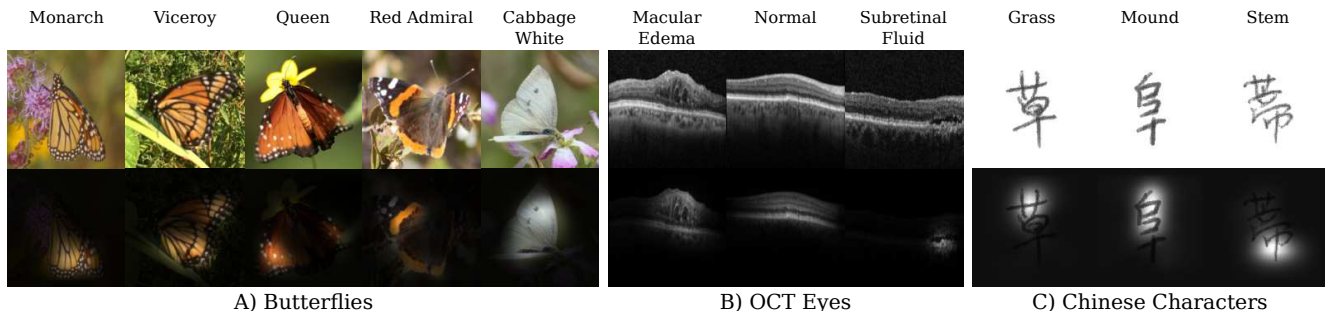 Monarch
Viceroy
Queen
Red Admiral
Cabbage
White
Macular
Edema
Normal
Subretinal
Fluid
Grass
Mound
Stem
草
阜
蒂
草
阜
蒂
A) Butterflies
B) OCT Eyes
C) Chinese Characters